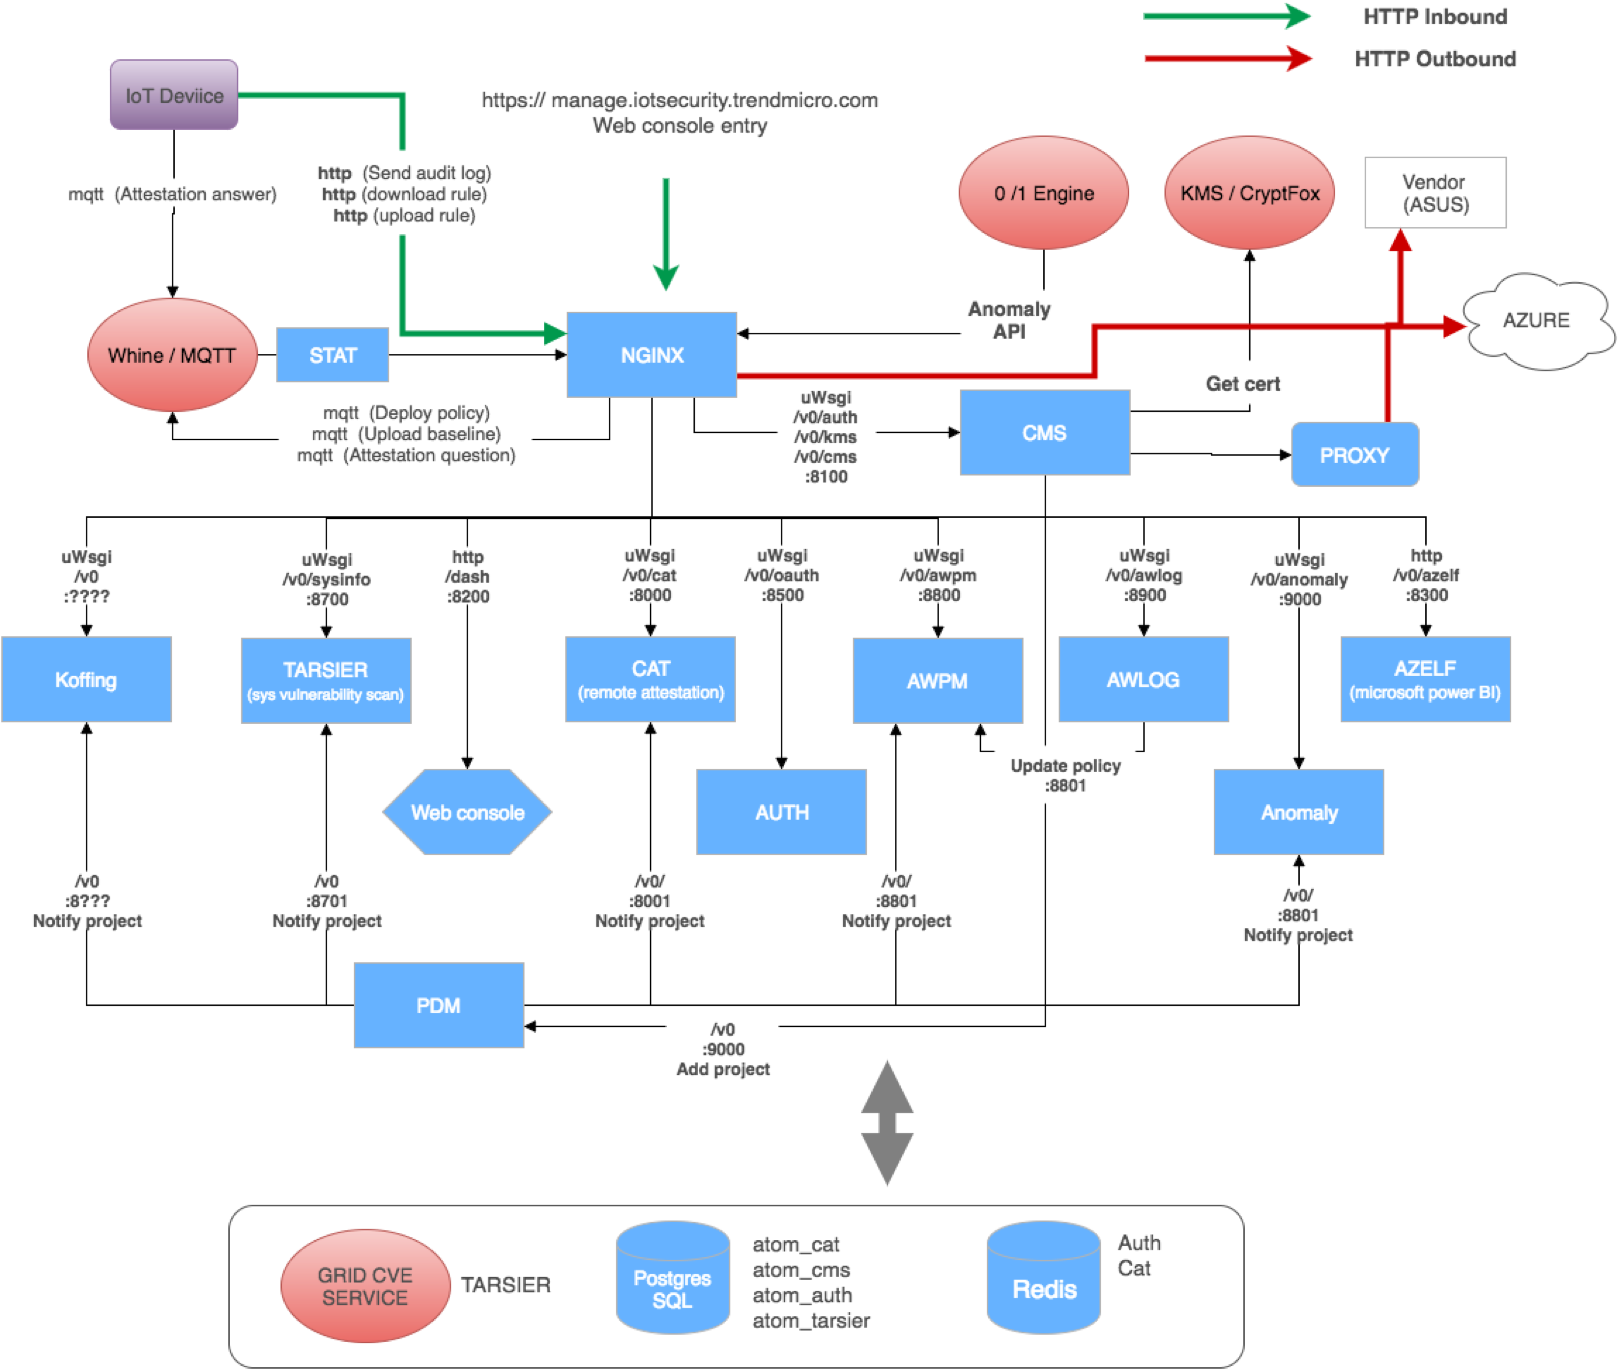 HTTP Inbound
HTTP Outbound
IoT Deviice
https:// manage.iotsecurity.trendmicro.com
Web console entry
mqtt (Attestation answer)
http (Send audit log)
http (download rule)
http (upload rule)
0 /1 Engine
KMS / CryptFox
Vendor
(ASUS)
Anomaly
API
AZURE
Whine / MQTT
STAT
NGINX
Get cert
mqtt (Deploy policy)
mqtt (Upload baseline)
mqtt (Attestation question)
uWsgi
/v0/auth
/v0/kms
/v0/cms
:8100
CMS
PROXY
uWsgi
/v0
:????
uWsgi
/v0/sysinfo
:8700
http
/dash
:8200
uWsgi
/v0/cat
:8000
uWsgi
/v0/oauth
:8500
uWsgi
/v0/awpm
:8800
uWsgi
/v0/awlog
:8900
uWsgi
/v0/anomaly
:9000
http
/v0/azelf
:8300
Koffing
TARSIER
(sys vulnerability scan)
CAT
(remote attestation)
AWPM
AWLOG
AZELF
(microsoft power BI)
Update policy
:8801
Web console
AUTH
Anomaly
/v0
:8???
Notify project
/v0
:8701
Notify project
/v0/
:8001
Notify project
/v0/
:8801
Notify project
/v0/
:8801
Notify project
PDM
/v0
:9000
Add project
GRID CVE
SERVICE
TARSIER
Postgres
SQL
atom_cat
atom_cms
atom_auth
atom_tarsier
Redis
Auth
Cat